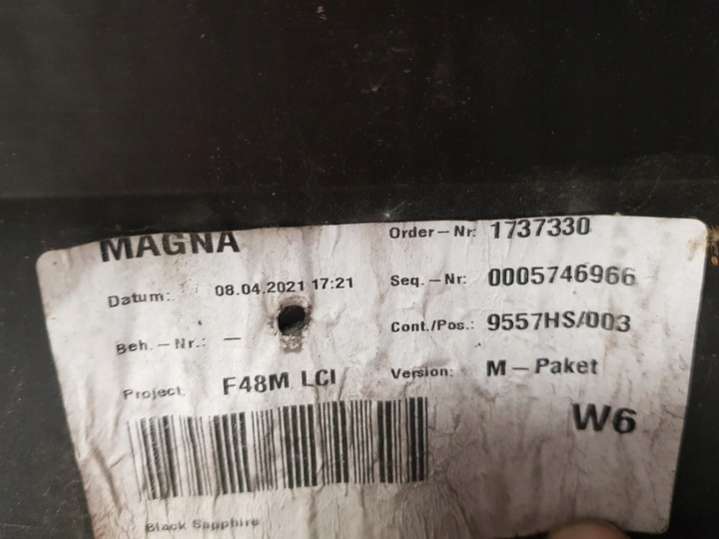 MAGNA
Order-Nr: 1737330
Datum: 08.04.2021 17:21
Seq.-Nr: 0005746966
Beh.-Nr.: —
Cont./Pos.: 9557HS/003
Project: F48M LCI
Version: M-Paket
W6
Black Sapphire